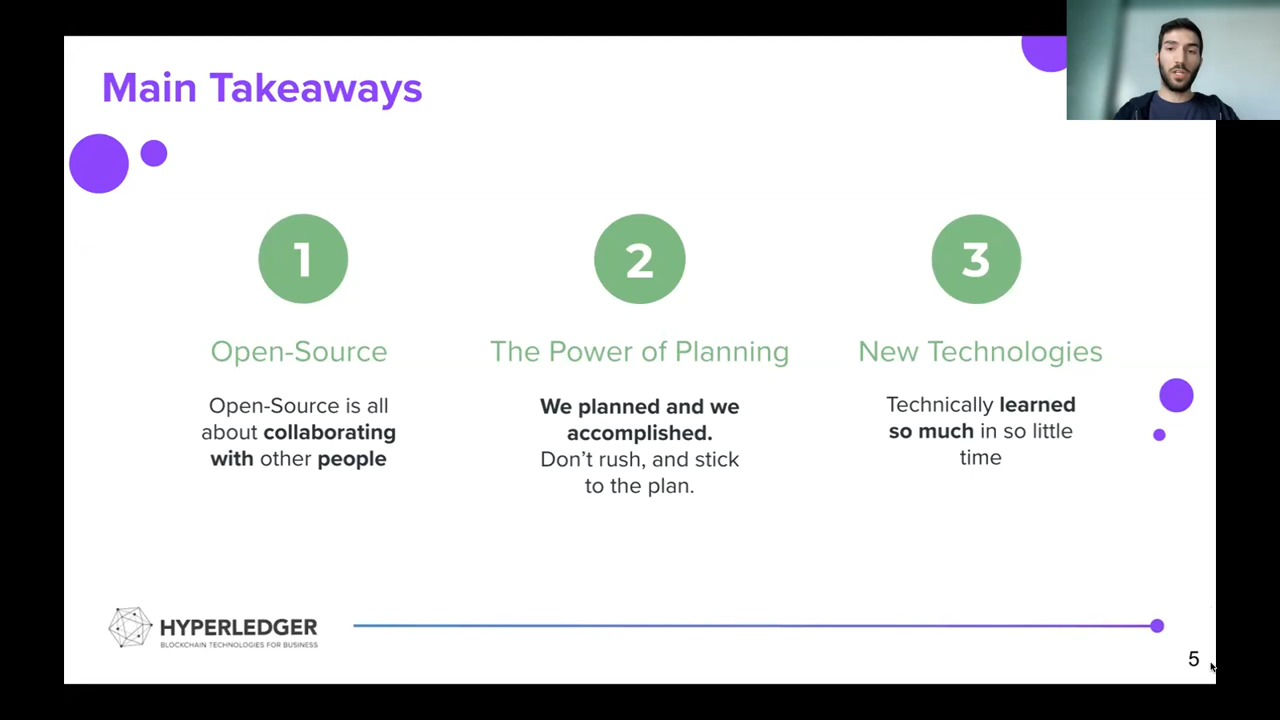 Main Takeaways
1
Open-Source
Open-Source is all
about collaborating
with other people
2
The Power of Planning
We planned and we
accomplished.
Don’t rush, and stick
to the plan.
3
New Technologies
Technically learned
so much in so little
time
HYPERLEDGER
BLOCKCHAIN TECHNOLOGIES FOR BUSINESS
5